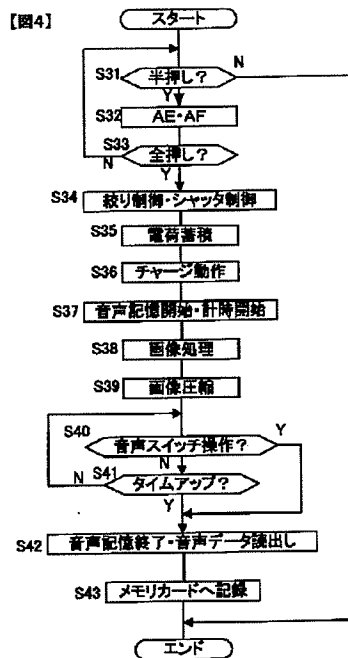 【図4】
スタート
S31 半押し? N
Y
S32 AE・AF
S33 全押し?
N
Y
S34 絞り制御・シャッタ制御
S35 電荷蓄積
S36 チャージ動作
S37 音声記憶開始・計時開始
S38 画像処理
S39 画像圧縮
S40 音声スイッチ操作? Y
N
S41 タイムアップ?
N
Y
S42 音声記憶終了・音声データ読出し
S43 メモリカードへ記録
エンド